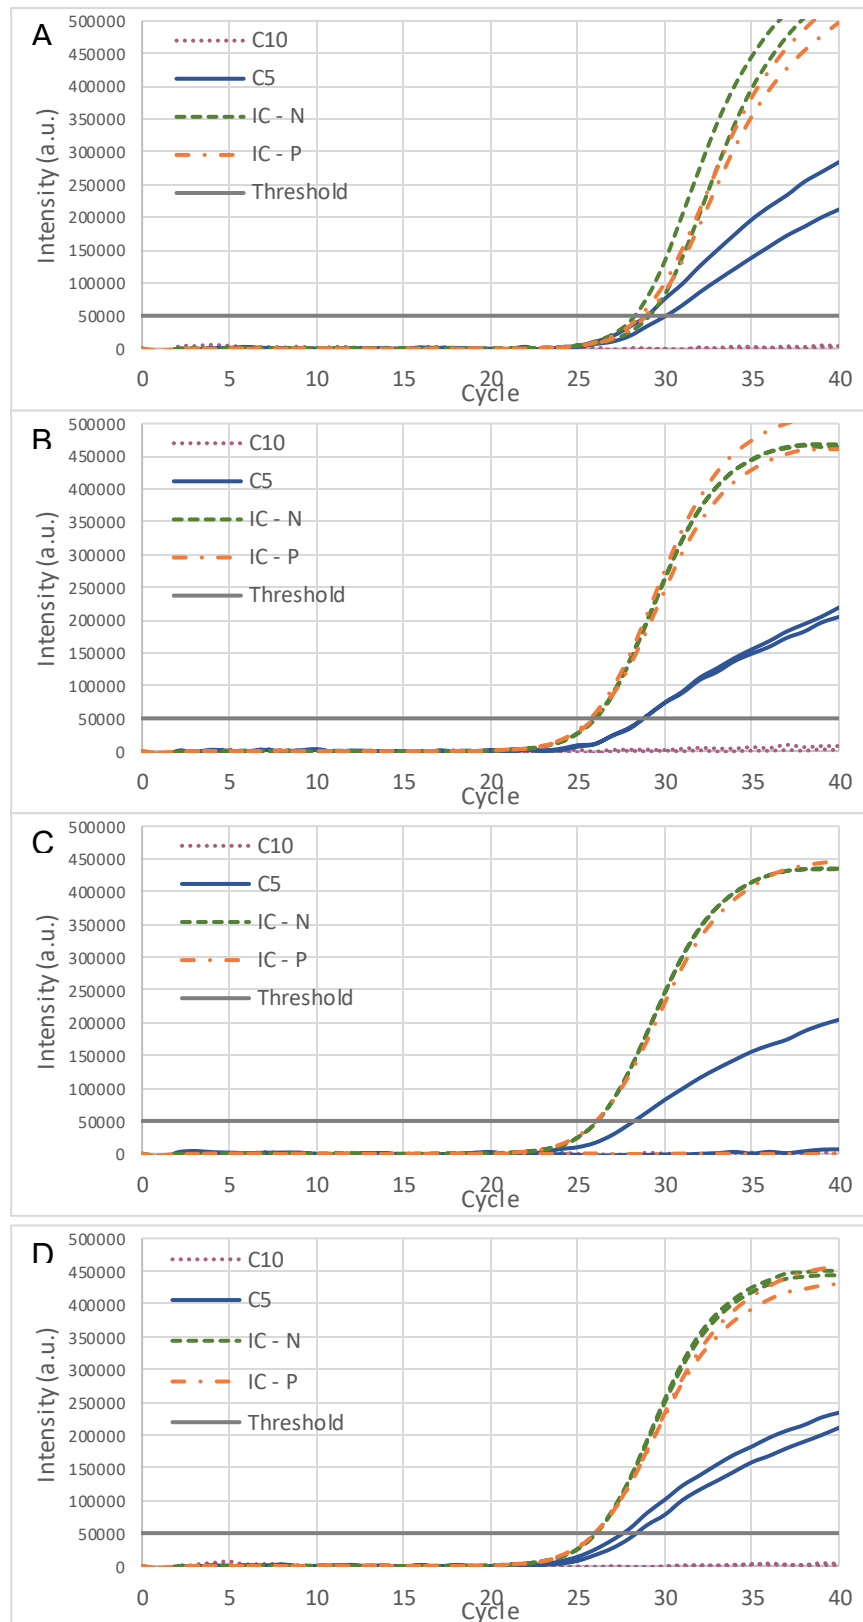 A
500000
450000
400000
350000
300000
250000
200000
150000
100000
50000
0
Intensity (a.u.)
C10
C5
IC - N
IC - P
Threshold
0 5 10 15 20 25 30 35 40
Cycle
B
500000
450000
400000
350000
300000
250000
200000
150000
100000
50000
0
Intensity (a.u.)
C10
C5
IC - N
IC - P
Threshold
0 5 10 15 20 25 30 35 40
Cycle
C
500000
450000
400000
350000
300000
250000
200000
150000
100000
50000
0
Intensity (a.u.)
C10
C5
IC - N
IC - P
Threshold
0 5 10 15 20 25 30 35 40
Cycle
D
500000
450000
400000
350000
300000
250000
200000
150000
100000
50000
0
Intensity (a.u.)
C10
C5
IC - N
IC - P
Threshold
0 5 10 15 20 25 30 35 40
Cycle